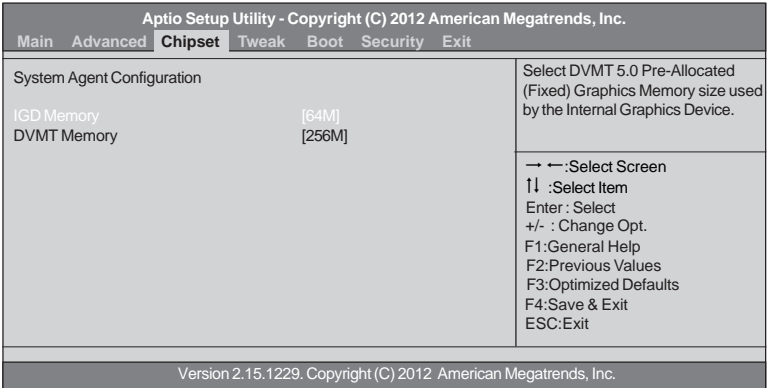 Aptio Setup Utility - Copyright (C) 2012 American Megatrends, Inc.
Main Advanced Chipset Tweak Boot Security Exit
System Agent Configuration
IGD Memory [64M]
DVMT Memory [256M]
Select DVMT 5.0 Pre-Allocated
(Fixed) Graphics Memory size used
by the Internal Graphics Device.
→ ←:Select Screen
↑↓ :Select Item
Enter : Select
+/- : Change Opt.
F1:General Help
F2:Previous Values
F3:Optimized Defaults
F4:Save & Exit
ESC:Exit
Version 2.15.1229. Copyright (C) 2012 American Megatrends, Inc.